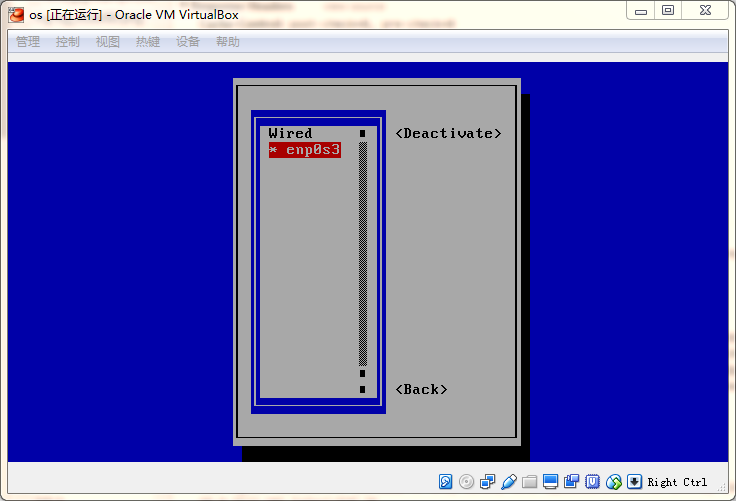 os [正在运行] - Oracle VM VirtualBox
管理 控制 视图 热键 设备 帮助
Wired <Deactivate>
* enp0s3
<Back>
Right Ctrl